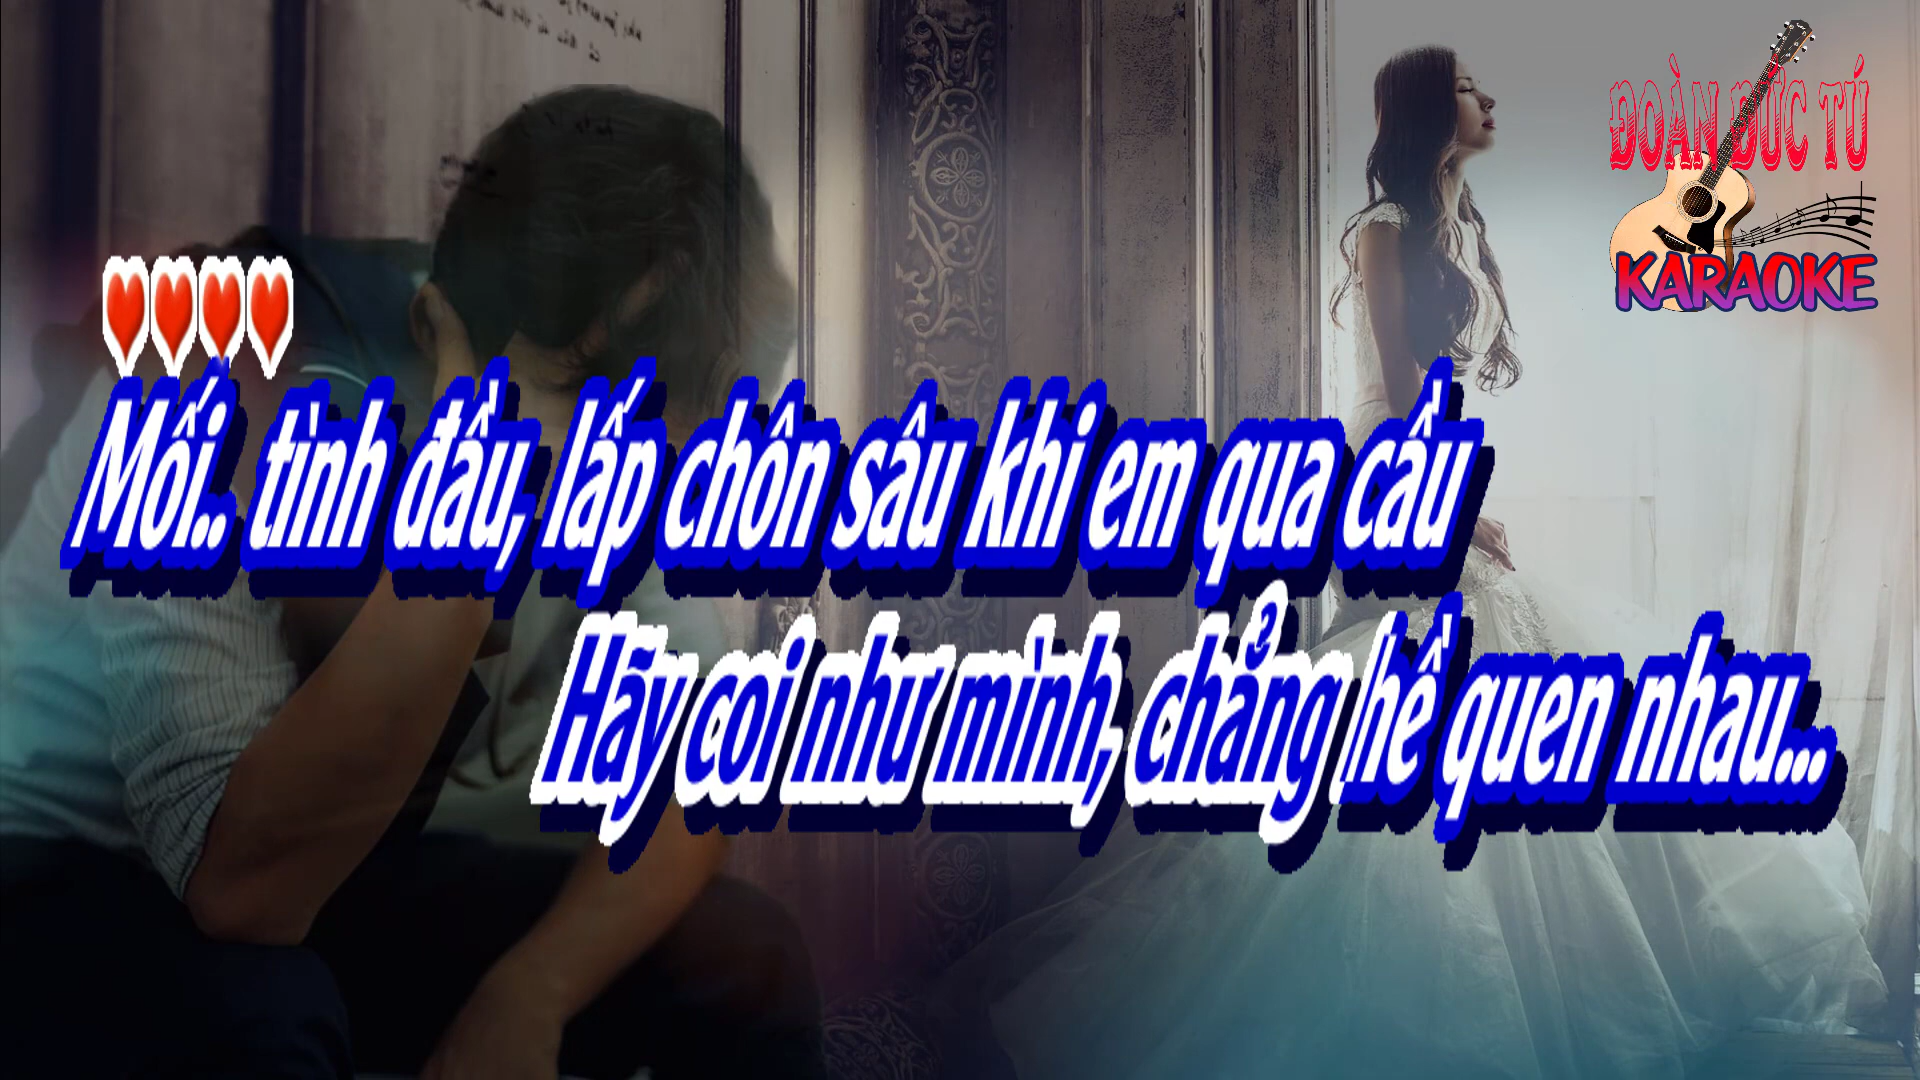 ĐOÀN ĐỨC TÚ
KARAOKE
Mối.. tình đầu, lấp chôn sâu khi em qua cầu
Hãy coi như mình, chẳng hề quen nhau...